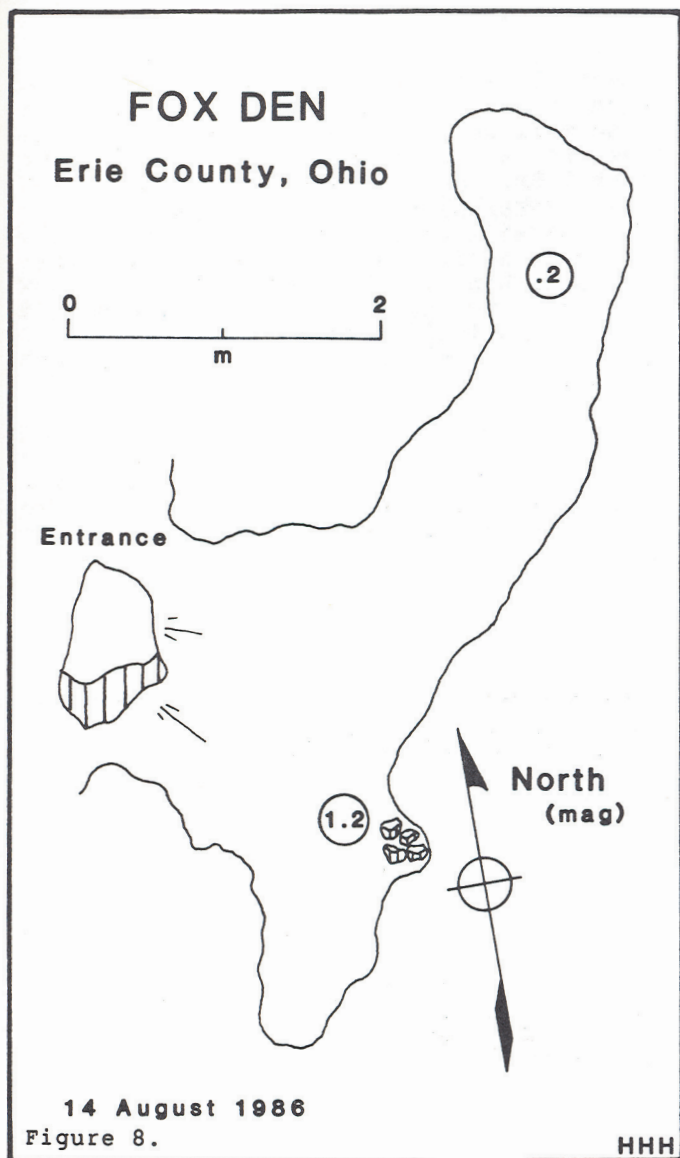 FOX DEN
Erie County, Ohio
0 2
m
.2
Entrance
North
(mag)
1.2
14 August 1986
Figure 8.
HHH